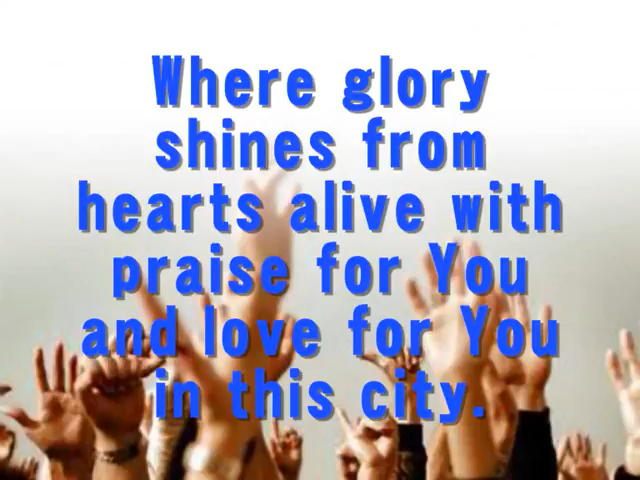 Where glory
shines from
hearts alive with
praise for You
and love for You
in this city.